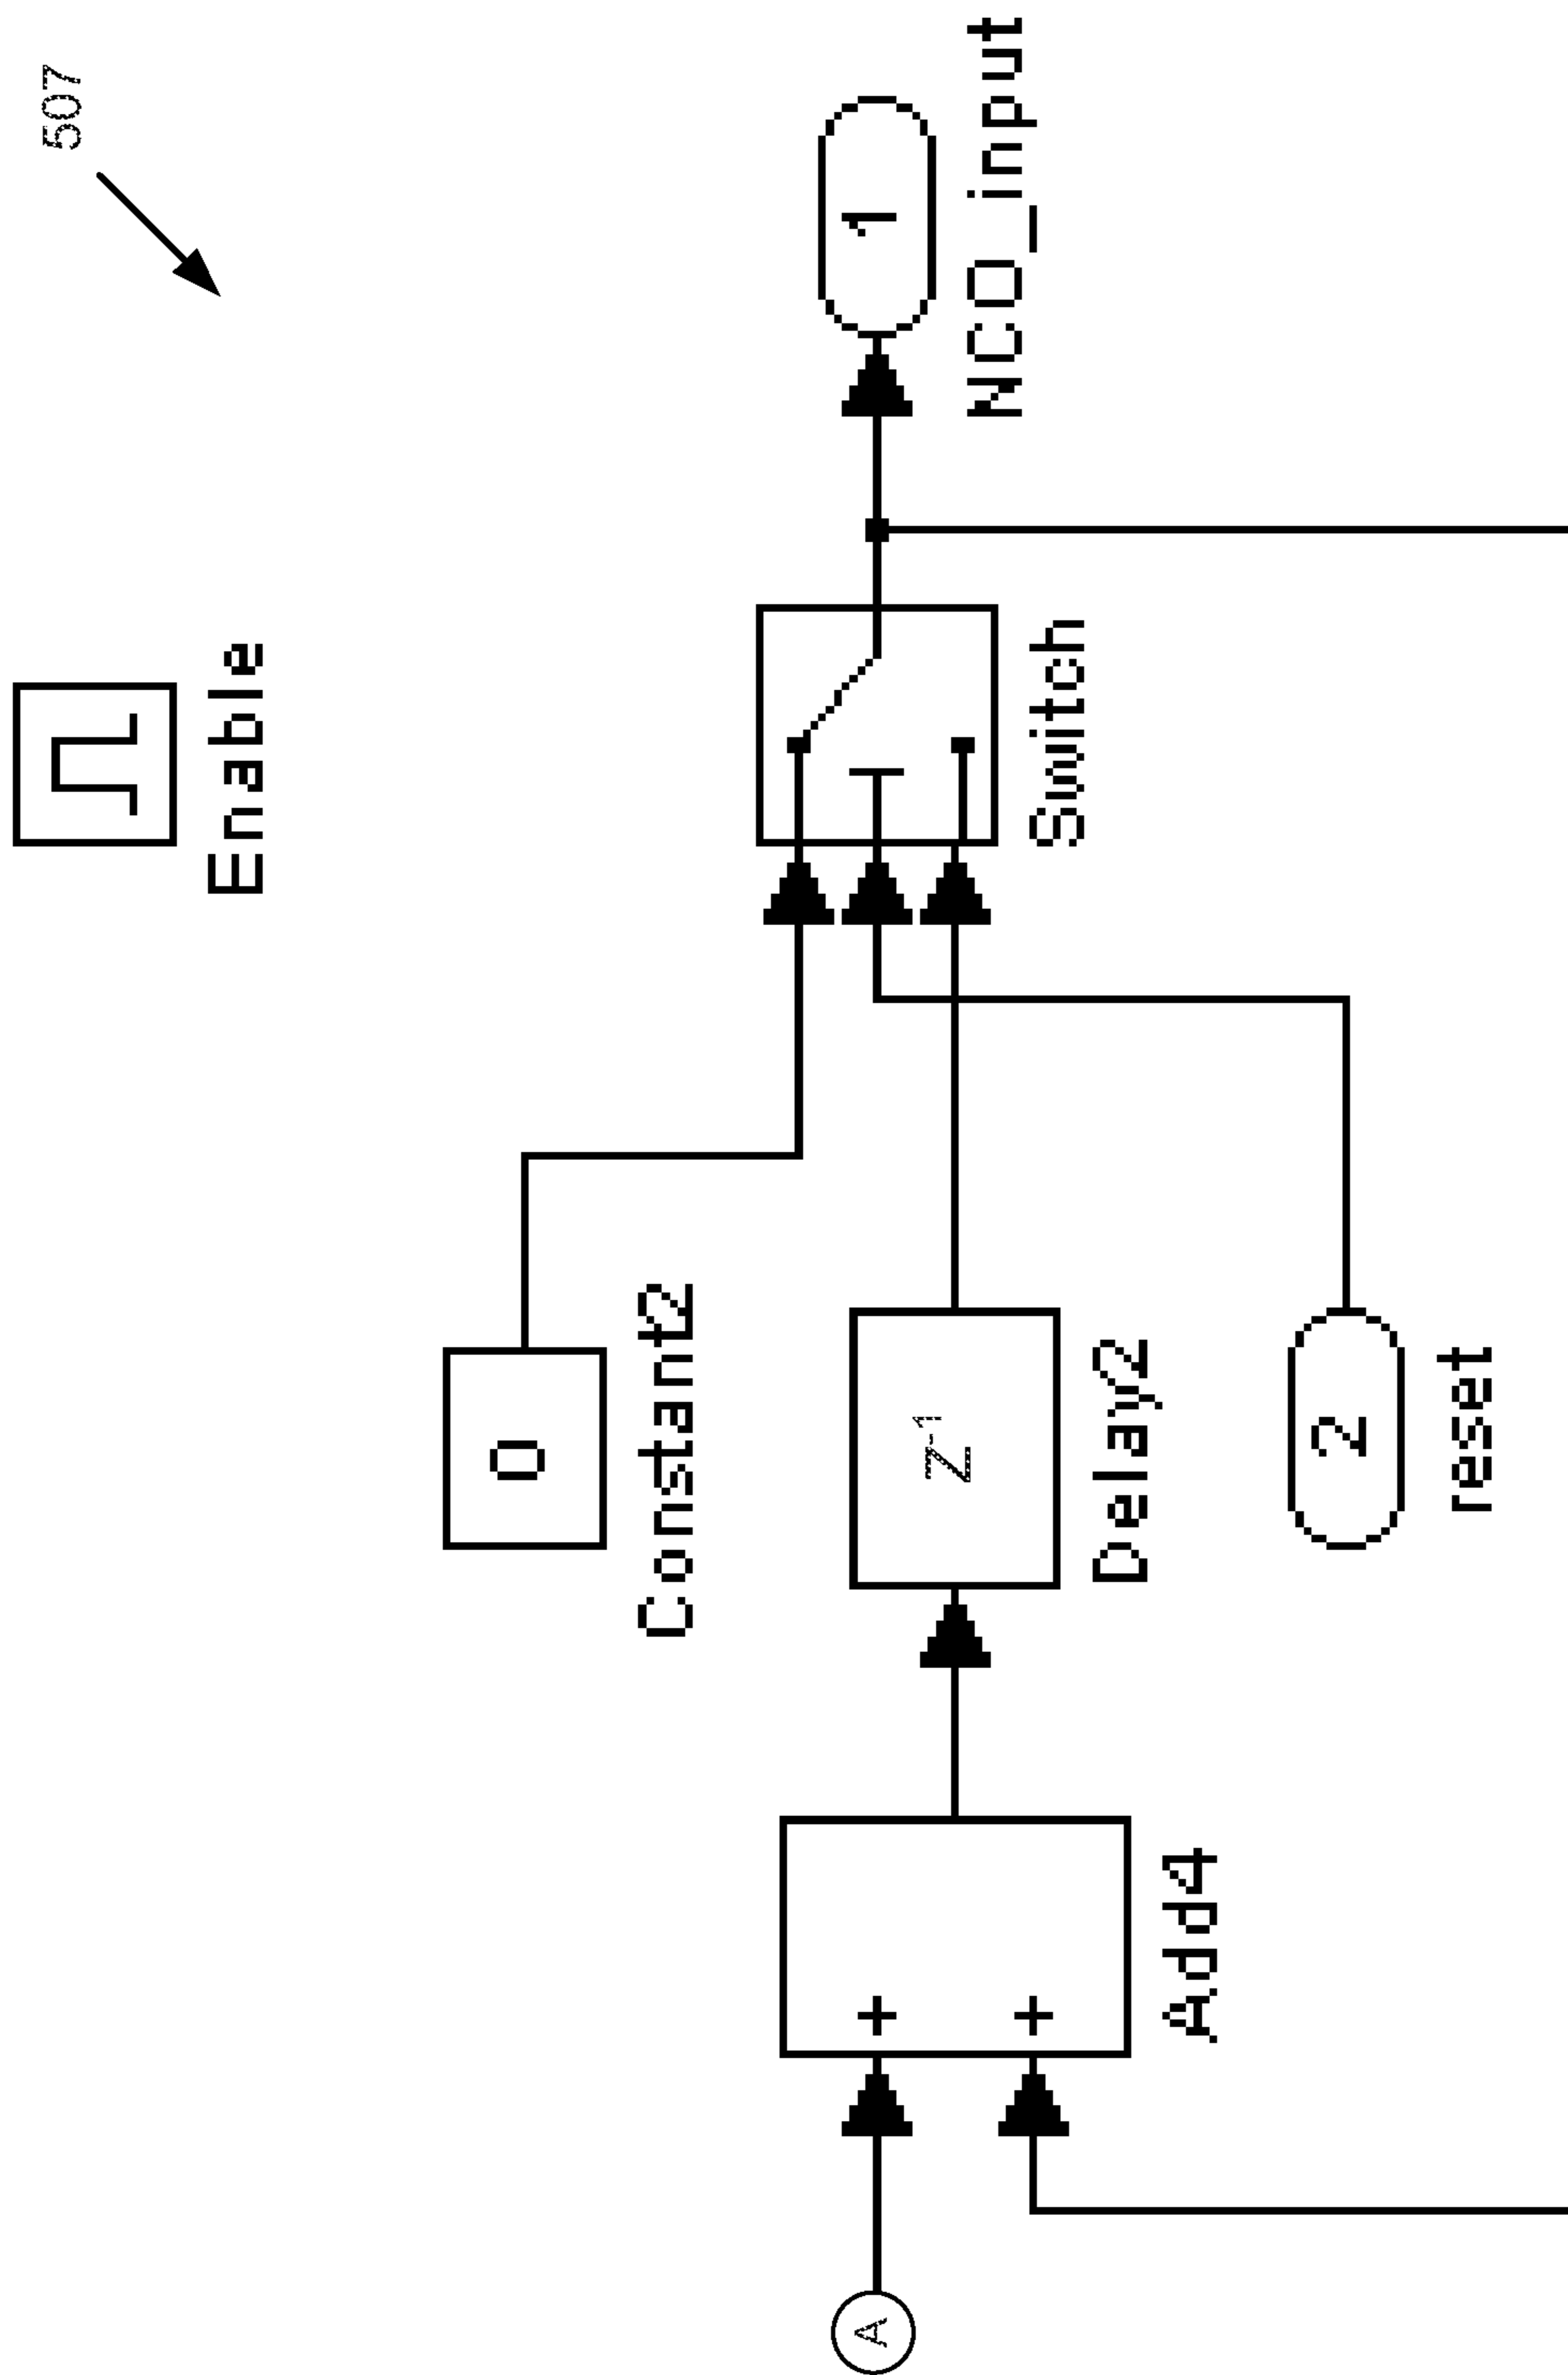 507
Enable
0
Constant2
1
NCO_input
Switch
A
+
+
Add4
z-1
Delay2
2
reset